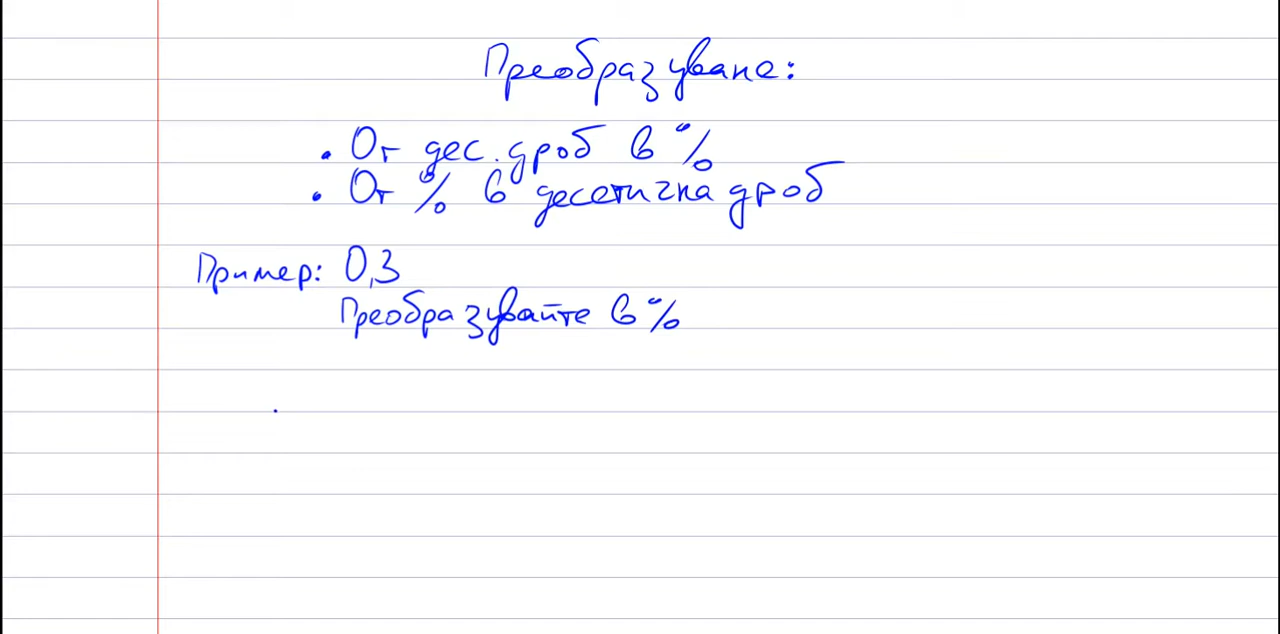 Преобразуване:
• От дес. дроб в %
• От % в десетична дроб
Пример: 0,3
Преобразувайте в %